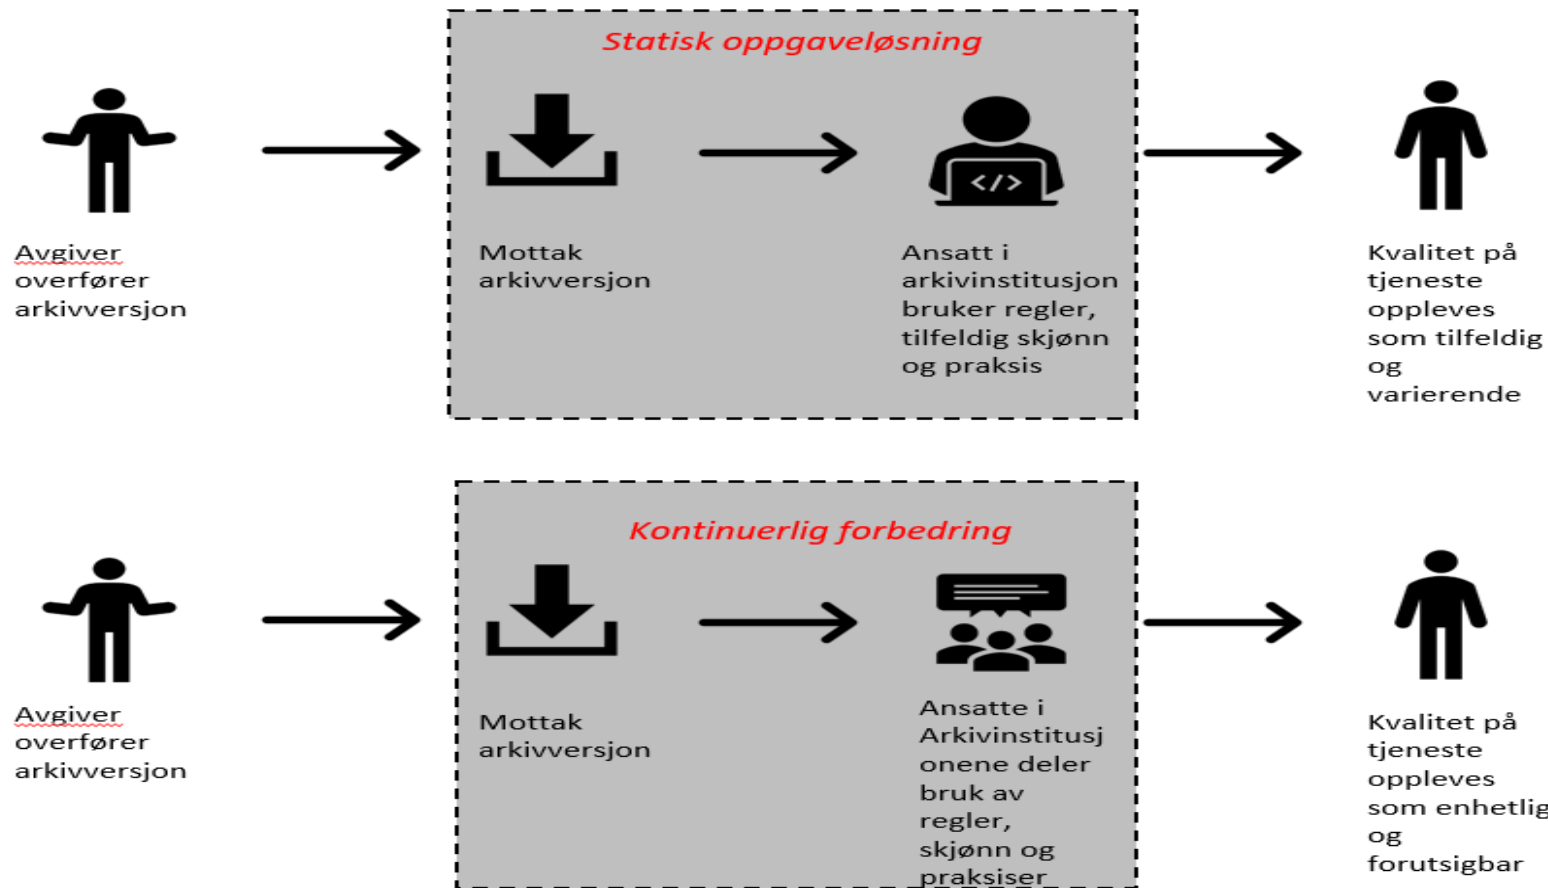 Statisk oppgaveløsning
Avgiver
overfører
arkivversjon
Mottak
arkivversjon
</>
Ansatt i
arkivinstitusjon
bruker regler,
tilfeldig skjønn
og praksis
Kvalitet på
tjeneste
oppleves
som tilfeldig
og
varierende
Kontinuerlig forbedring
Avgiver
overfører
arkivversjon
Mottak
arkivversjon
Ansatte i
Arkivinstitusj
onene deler
bruk av
regler,
skjønn og
praksiser
Kvalitet på
tjeneste
oppleves
som enhetlig
og
forutsigbar